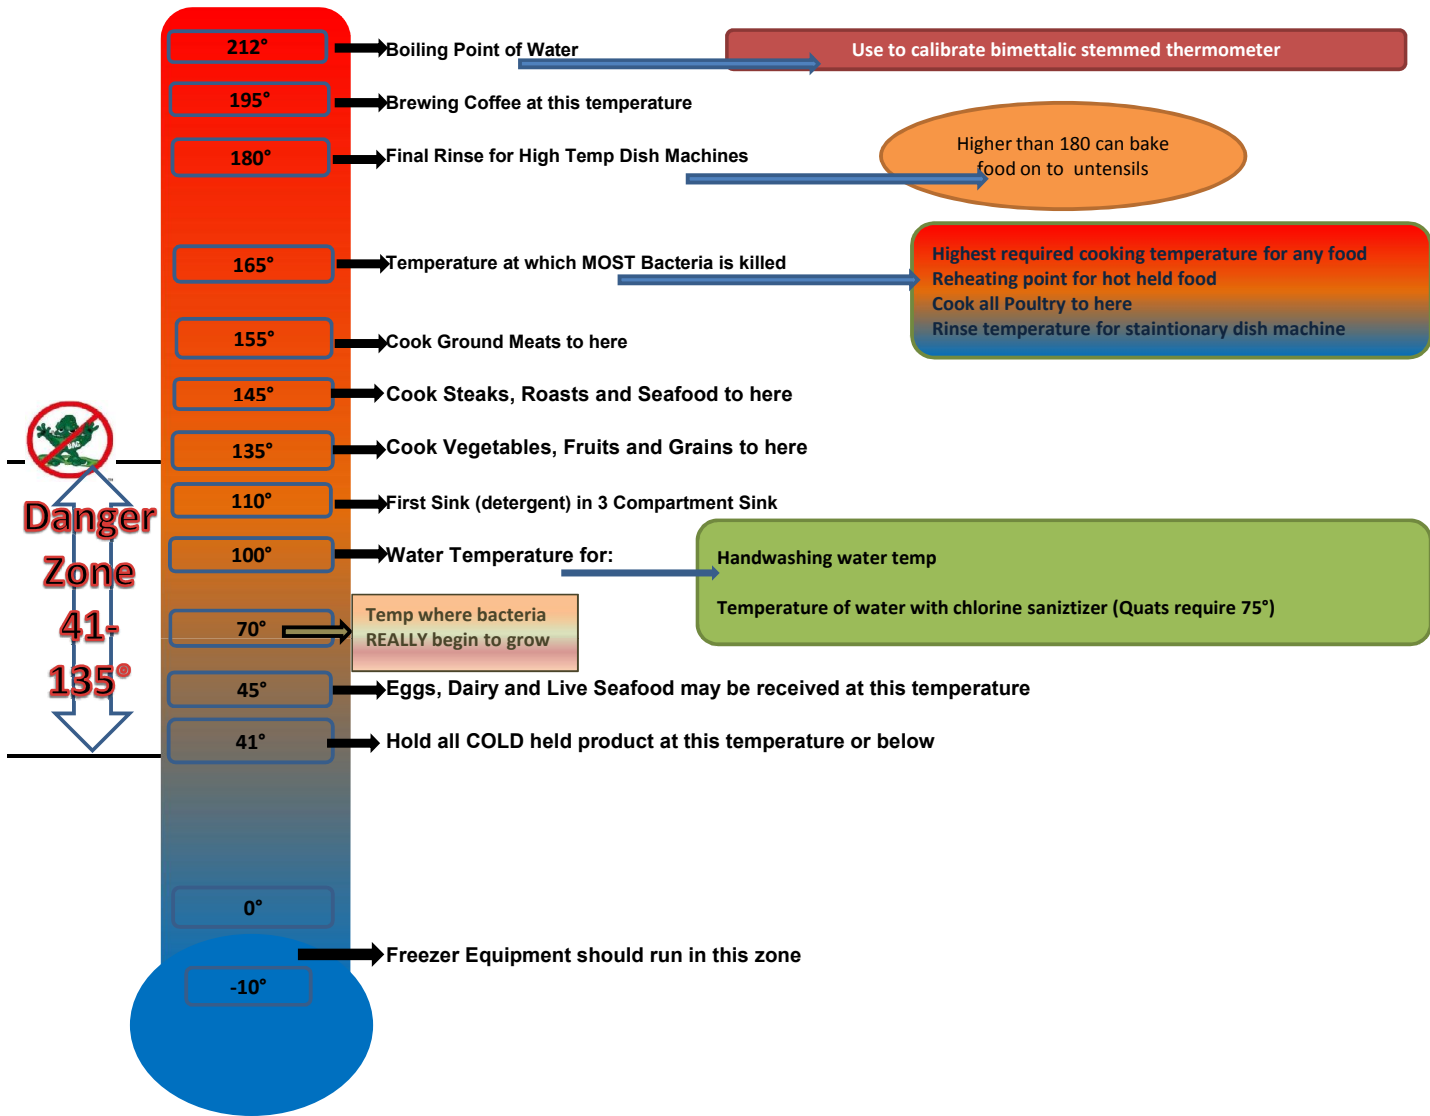 212°
Boiling Point of Water
Use to calibrate bimettalic stemmed thermometer
195°
Brewing Coffee at this temperature
180°
Final Rinse for High Temp Dish Machines
Higher than 180 can bake
food on to untensils
165°
Temperature at which MOST Bacteria is killed
Highest required cooking temperature for any food
Reheating point for hot held food
Cook all Poultry to here
Rinse temperature for staintionary dish machine
155°
Cook Ground Meats to here
145°
Cook Steaks, Roasts and Seafood to here
BAC
135°
Cook Vegetables, Fruits and Grains to here
110°
First Sink (detergent) in 3 Compartment Sink
Danger
Zone
41-
135°
100°
Water Temperature for:
Handwashing water temp
Temperature of water with chlorine saniztizer (Quats require 75°)
70°
Temp where bacteria
REALLY begin to grow
45°
Eggs, Dairy and Live Seafood may be received at this temperature
41°
Hold all COLD held product at this temperature or below
0°
Freezer Equipment should run in this zone
-10°